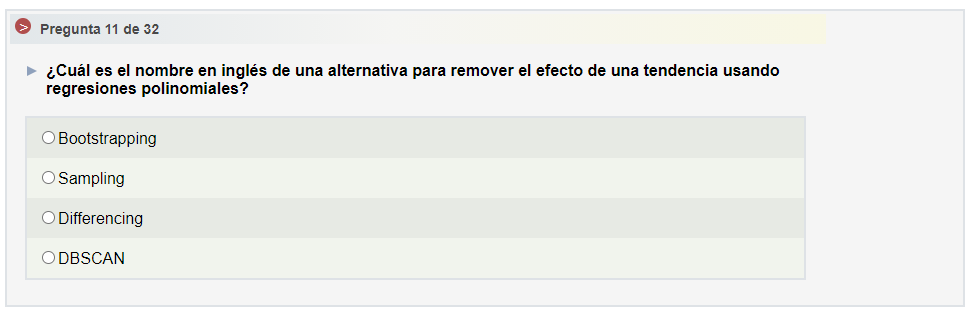 Pregunta 11 de 32
¿Cuál es el nombre en inglés de una alternativa para remover el efecto de una tendencia usando
regresiones polinomiales?
Bootstrapping
Sampling
Differencing
DBSCAN